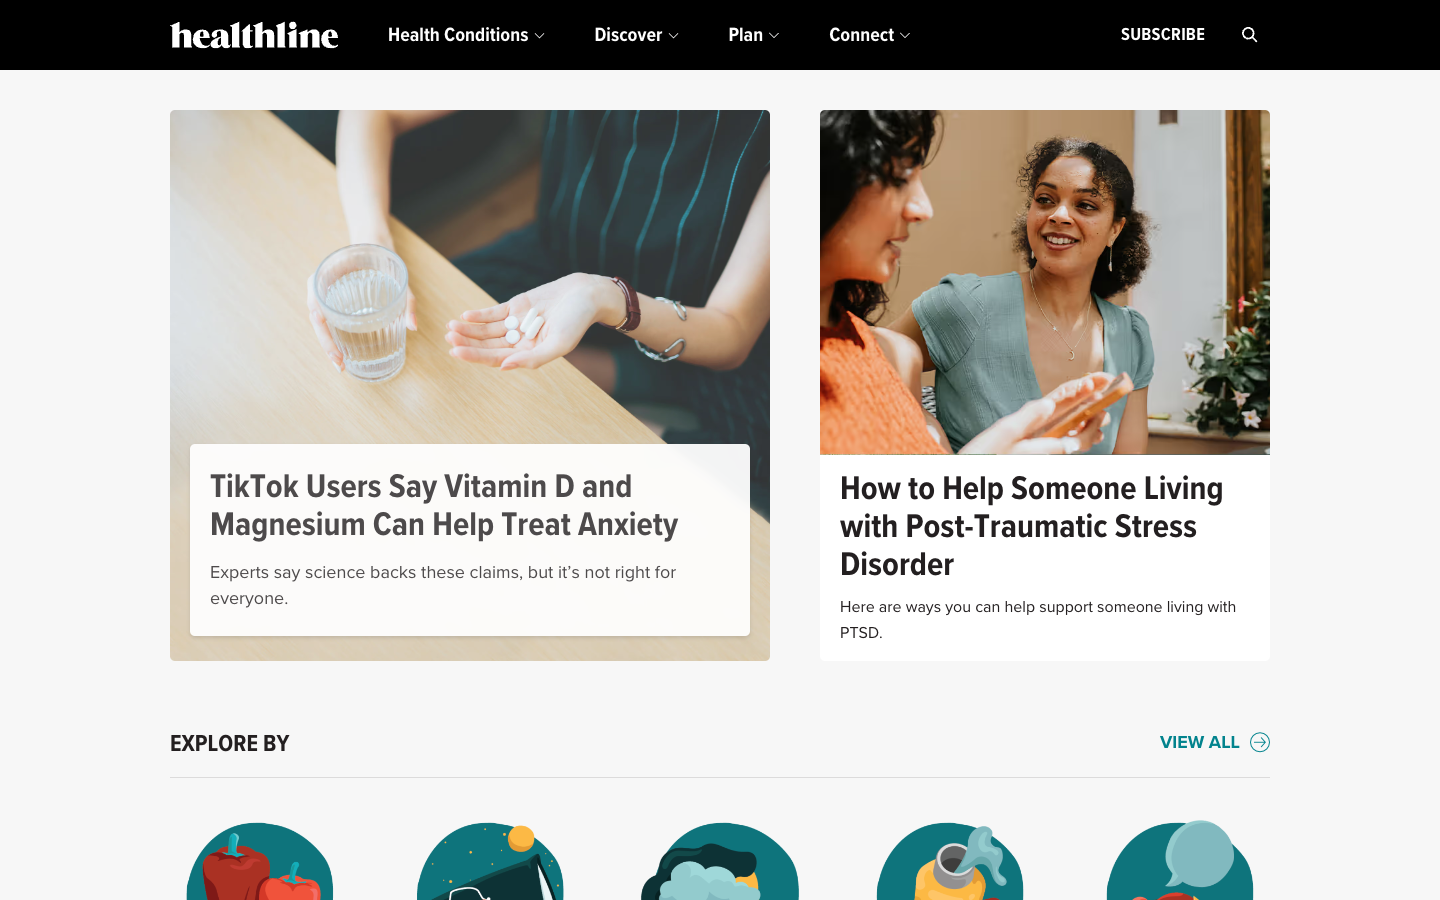 healthline
Health Conditions
Discover
Plan
Connect
SUBSCRIBE
TikTok Users Say Vitamin D and
Magnesium Can Help Treat Anxiety
Experts say science backs these claims, but it’s not right for
everyone.
How to Help Someone Living
with Post-Traumatic Stress
Disorder
Here are ways you can help support someone living with
PTSD.
EXPLORE BY
VIEW ALL